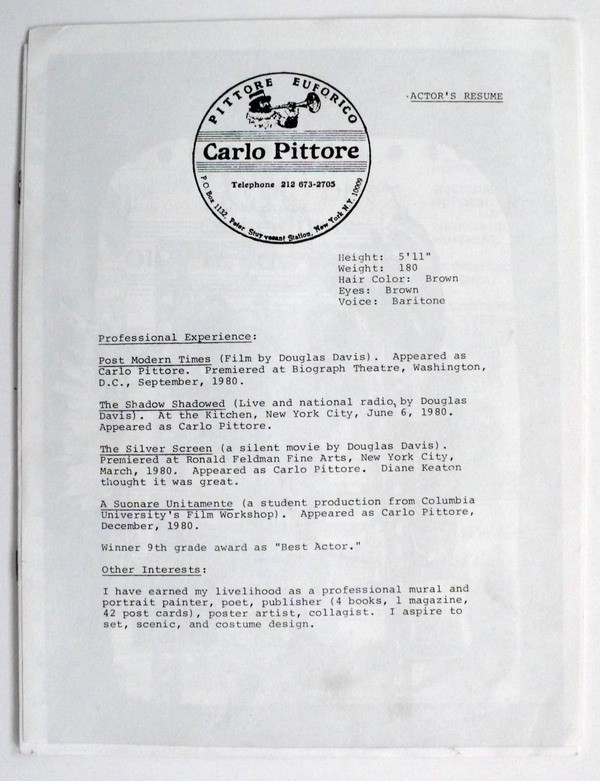 ACTOR'S RESUME
PITTORE EUFORICO
Carlo Pittore
Telephone 212 673-2705
P O Box 1132, Peter Stuyvesant Station, New York N.Y. 10009
Height: 5'11"
Weight: 180
Hair Color: Brown
Eyes: Brown
Voice: Baritone
Professional Experience:
Post Modern Times (Film by Douglas Davis). Appeared as
Carlo Pittore. Premiered at Biograph Theatre, Washington,
D.C., September, 1980.
The Shadow Shadowed (Live and national radio, by Douglas
Davis). At the Kitchen, New York City, June 6, 1980.
Appeared as Carlo Pittore.
The Silver Screen (a silent movie by Douglas Davis).
Premiered at Ronald Feldman Fine Arts, New York City,
March, 1980. Appeared as Carlo Pittore. Diane Keaton
thought it was great.
A Suonare Unitamente (a student production from Columbia
University's Film Workshop). Appeared as Carlo Pittore,
December, 1980.
Winner 9th grade award as "Best Actor."
Other Interests:
I have earned my livelihood as a professional mural and
portrait painter, poet, publisher (4 books, 1 magazine,
42 post cards), poster artist, collagist. I aspire to
set, scenic, and costume design.